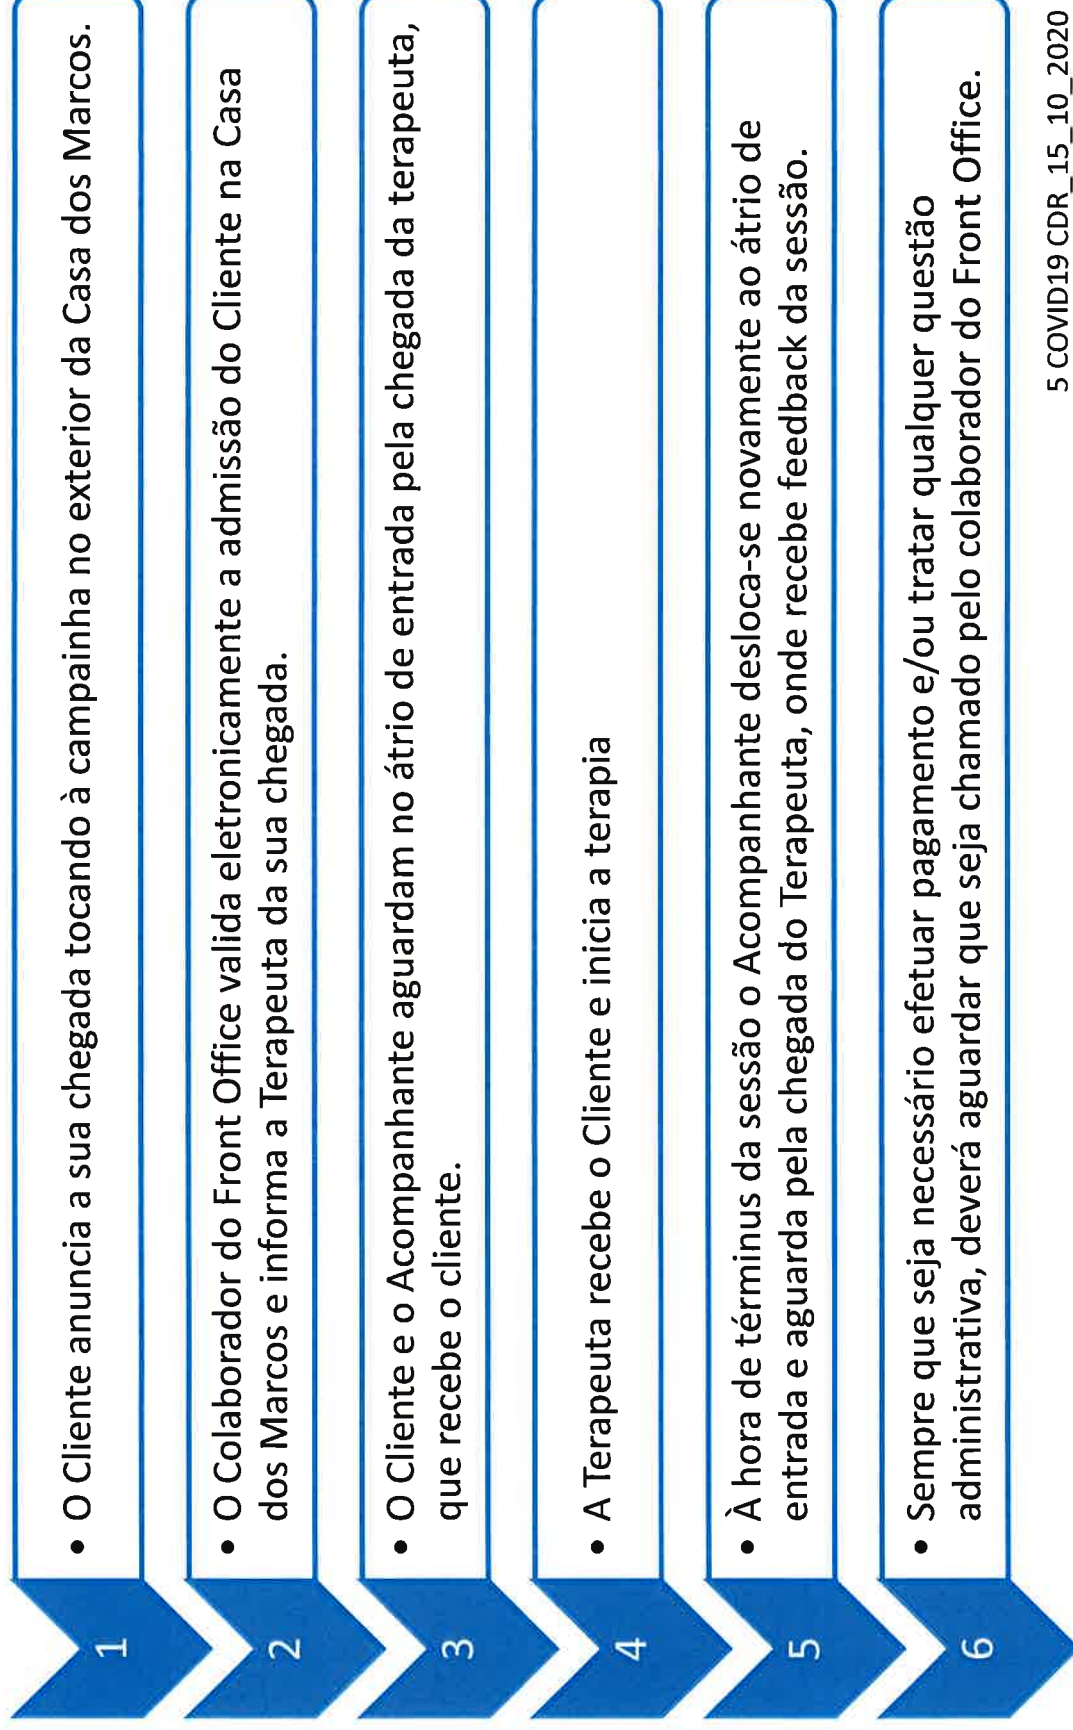 1
• O Cliente anuncia a sua chegada tocando à campainha no exterior da Casa dos Marcos.
2
• O Colaborador do Front Office valida eletronicamente a admissão do Cliente na Casa
dos Marcos e informa a Terapeuta da sua chegada.
3
• O Cliente e o Acompanhante aguardam no átrio de entrada pela chegada da terapeuta,
que recebe o cliente.
4
• A Terapeuta recebe o Cliente e inicia a terapia
5
• À hora de términus da sessão o Acompanhante desloca-se novamente ao átrio de
entrada e aguarda pela chegada do Terapeuta, onde recebe feedback da sessão.
6
• Sempre que seja necessário efetuar pagamento e/ou tratar qualquer questão
administrativa, deverá aguardar que seja chamado pelo colaborador do Front Office.
5 COVID19 CDR_15_10_2020